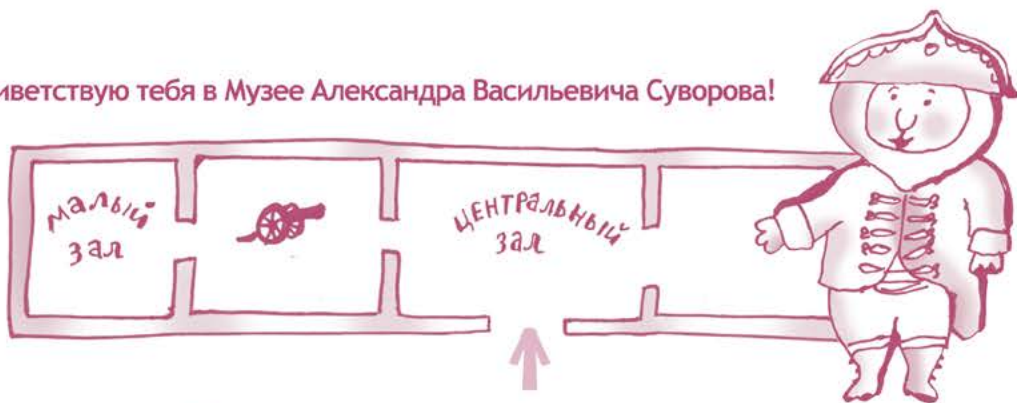 иветствую тебя в Музее Александра Васильевича Суворова!
малый
зал
ЦЕНТРАЛЬНЫЙ
зал